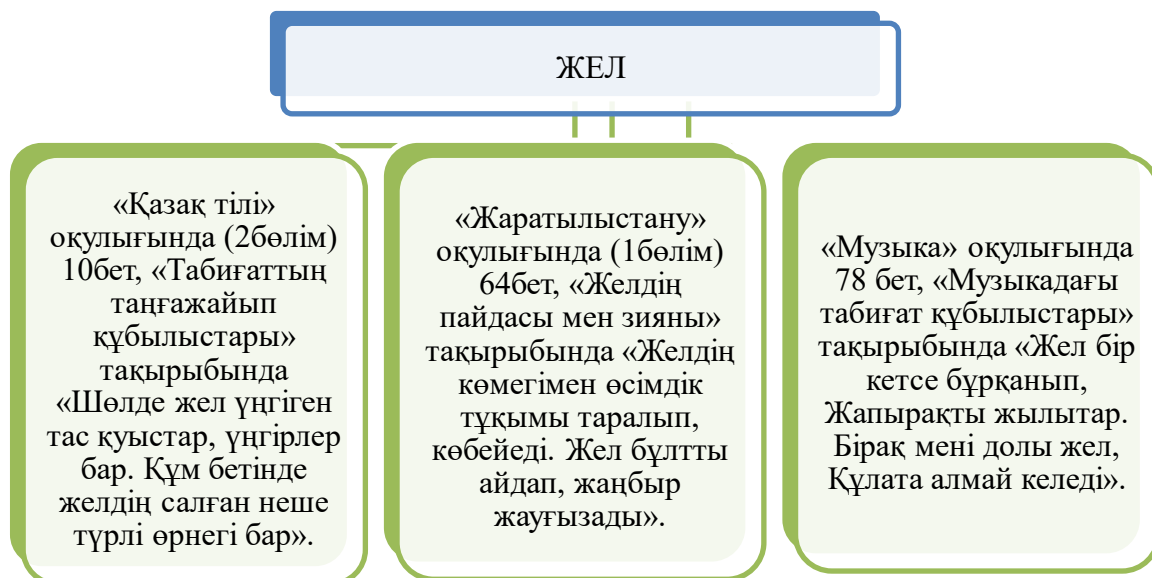 ЖЕЛ
«Қазақ тілі»
оқулығында (2бөлім)
10бет, «Табиғаттың
таңғажайып
құбылыстары»
тақырыбында
«Шөлде жел үңгіген
тас қуыстар, үңгірлер
бар. Құм бетінде
желдің салған неше
түрлі өрнегі бар».
«Жаратылыстану»
оқулығында (1бөлім)
64бет, «Желдің
пайдасы мен зияны»
тақырыбында «Желдің
көмегімен өсімдік
тұқымы таралып,
көбейеді. Жел бұлтты
айдап, жаңбыр
жауғызады».
«Музыка» оқулығында
78 бет, «Музыкадағы
табиғат құбылыстары»
тақырыбында «Жел бір
кетсе бұрқанып,
Жапырақты жылытар.
Бірақ мені долы жел,
Құлата алмай келеді».